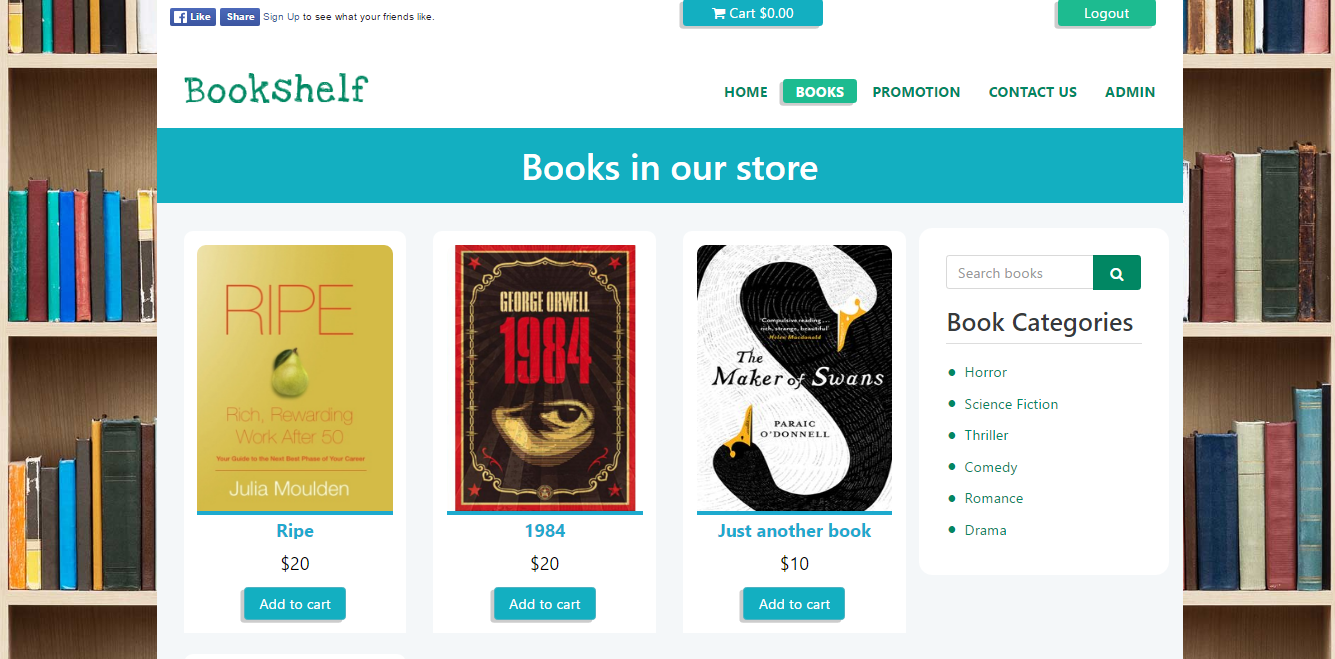 Like Share Sign Up to see what your friends like.
Cart $0.00
Logout
Bookshelf
HOME BOOKS PROMOTION CONTACT US ADMIN
Books in our store
RIPE
Rich, Rewarding
Work After 50
Your Guide to the Next Best Phase of Your Career
Julia Moulden
Ripe
$20
Add to cart
GEORGE ORWELL
1984
1984
$20
Add to cart
'Compulsive reading...
rich, strange, beautiful'
Helen Macdonald
The
Maker of Swans
PARAIC
O'DONNELL
Just another book
$10
Add to cart
Search books
Book Categories
Horror
Science Fiction
Thriller
Comedy
Romance
Drama